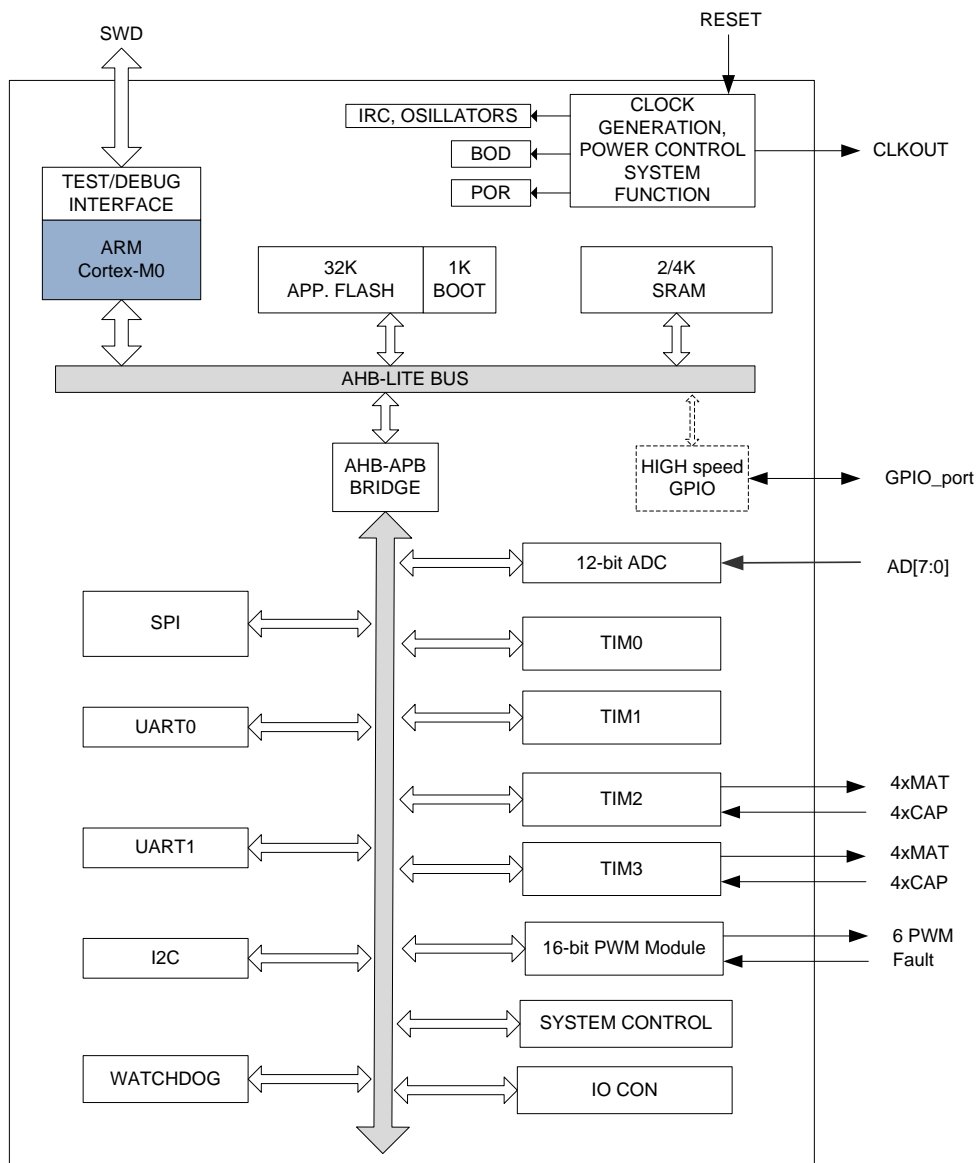 RESET
SWD
IRC, OSILLATORS
BOD
POR
CLOCK
GENERATION,
POWER CONTROL
SYSTEM
FUNCTION
CLKOUT
TEST/DEBUG
INTERFACE
ARM
Cortex-M0
32K
APP. FLASH
1K
BOOT
2/4K
SRAM
AHB-LITE BUS
AHB-APB
BRIDGE
HIGH speed
GPIO
GPIO_port
12-bit ADC
AD[7:0]
SPI
TIM0
UART0
TIM1
TIM2
4xMAT
4xCAP
UART1
TIM3
4xMAT
4xCAP
I2C
16-bit PWM Module
6 PWM
Fault
SYSTEM CONTROL
WATCHDOG
IO CON